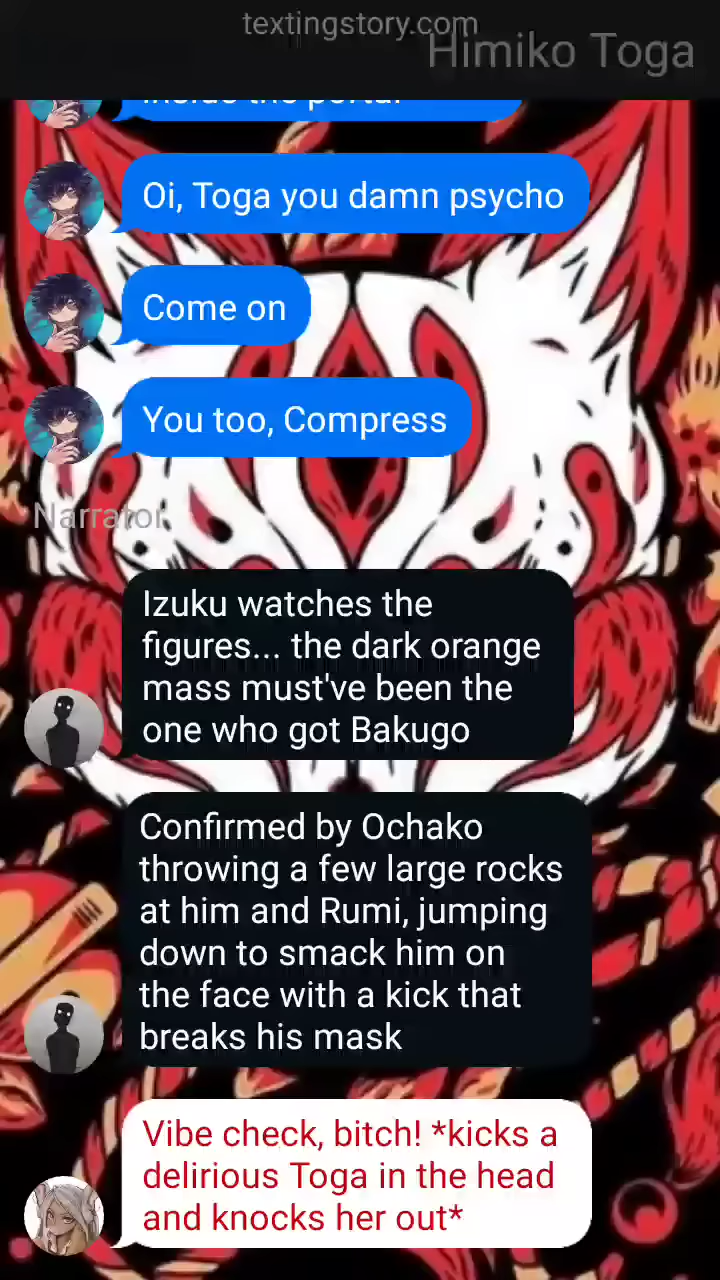 textingstory.com
Himiko Toga
inside the portal
Oi, Toga you damn psycho
Come on
You too, Compress
Narrator
Izuku watches the
figures... the dark orange
mass must've been the
one who got Bakugo
Confirmed by Ochako
throwing a few large rocks
at him and Rumi, jumping
down to smack him on
the face with a kick that
breaks his mask
Vibe check, bitch! *kicks a
delirious Toga in the head
and knocks her out*